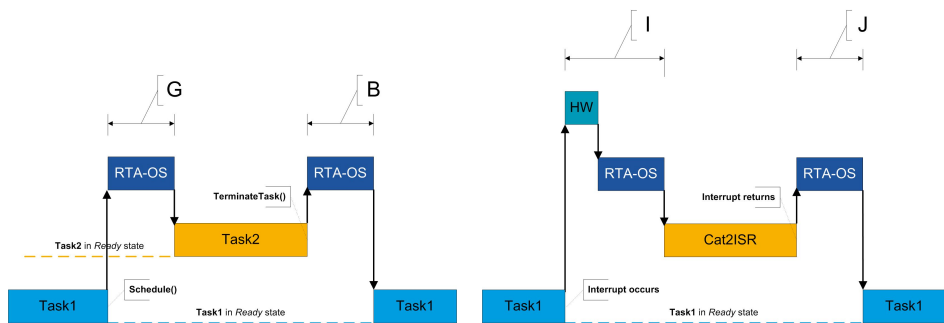 G
B
RTA-OS
RTA-OS
TerminateTask()
Task2
Task2 in Ready state
Schedule()
Task1
Task1 in Ready state
Task1
I
J
HW
RTA-OS
RTA-OS
Interrupt returns
Cat2ISR
Interrupt occurs
Task1
Task1 in Ready state
Task1